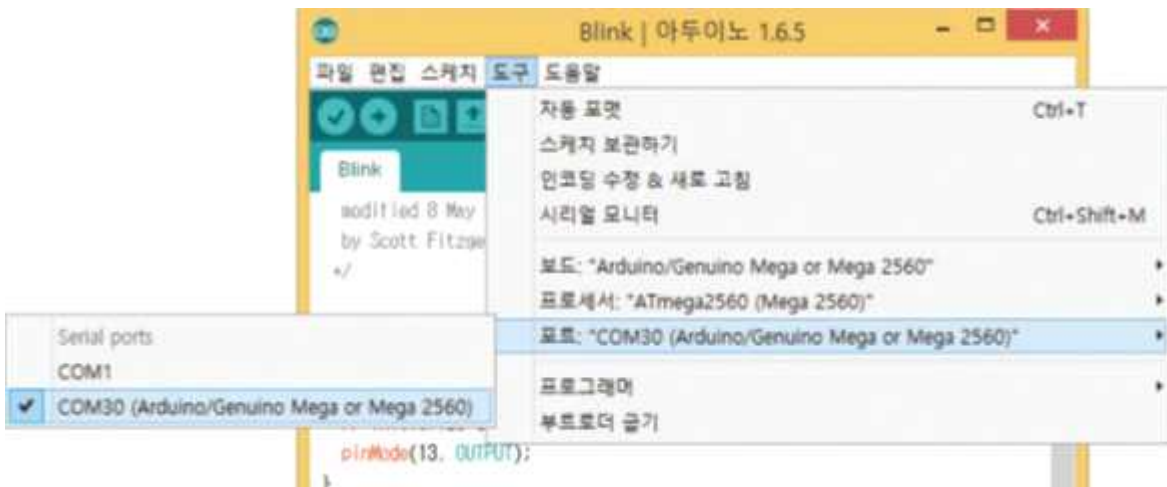 Blink | 아두이노 1.6.5
파일 편집 스케치 도구 도움말
자동 포맷 Ctrl+T
스케치 보관하기
인코딩 수정 & 새로 고침
시리얼 모니터 Ctrl+Shift+M
보드: "Arduino/Genuino Mega or Mega 2560"
프로세서: "ATmega2560 (Mega 2560)"
포트: "COM30 (Arduino/Genuino Mega or Mega 2560)"
프로그래머
부트로더 굽기
Blink
modified 8 May
by Scott Fitzge
*/
Serial ports
COM1
COM30 (Arduino/Genuino Mega or Mega 2560)
pinMode(13, OUTPUT);
}